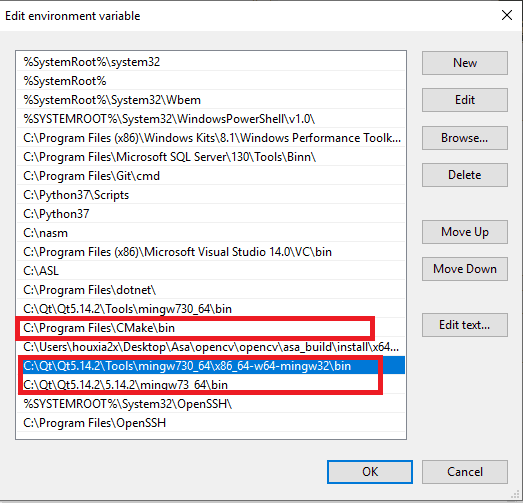 Edit environment variable
%SystemRoot%\system32
%SystemRoot%
%SystemRoot%\System32\Wbem
%SYSTEMROOT%\System32\WindowsPowerShell\v1.0\
C:\Program Files (x86)\Windows Kits\8.1\Windows Performance Toolk...
C:\Program Files\Microsoft SQL Server\130\Tools\Binn\
C:\Program Files\Git\cmd
C:\Python37\Scripts
C:\Python37
C:\nasm
C:\Program Files (x86)\Microsoft Visual Studio 14.0\VC\bin
C:\ASL
C:\Program Files\dotnet\
C:\Qt\Qt5.14.2\Tools\mingw730_64\bin
C:\Program Files\CMake\bin
C:\Users\houxia2x\Desktop\Asa\opencv\opencv\asa_build\install\x64...
C:\Qt\Qt5.14.2\Tools\mingw730_64\x86_64-w64-mingw32\bin
C:\Qt\Qt5.14.2\5.14.2\mingw73_64\bin
%SYSTEMROOT%\System32\OpenSSH\
C:\Program Files\OpenSSH
New
Edit
Browse...
Delete
Move Up
Move Down
Edit text...
OK
Cancel